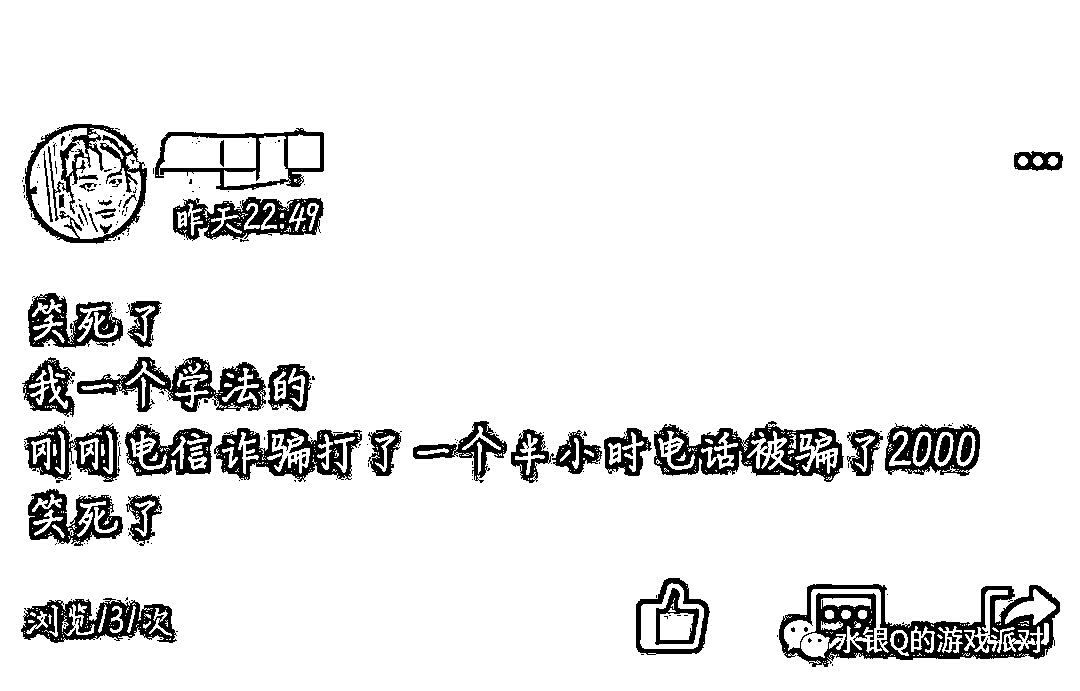 昨天22:49
笑死了
我一个学法的
刚刚电信诈骗打了一个半小时电话被骗了2000
笑死了
浏览131次
水银Q的游戏派对